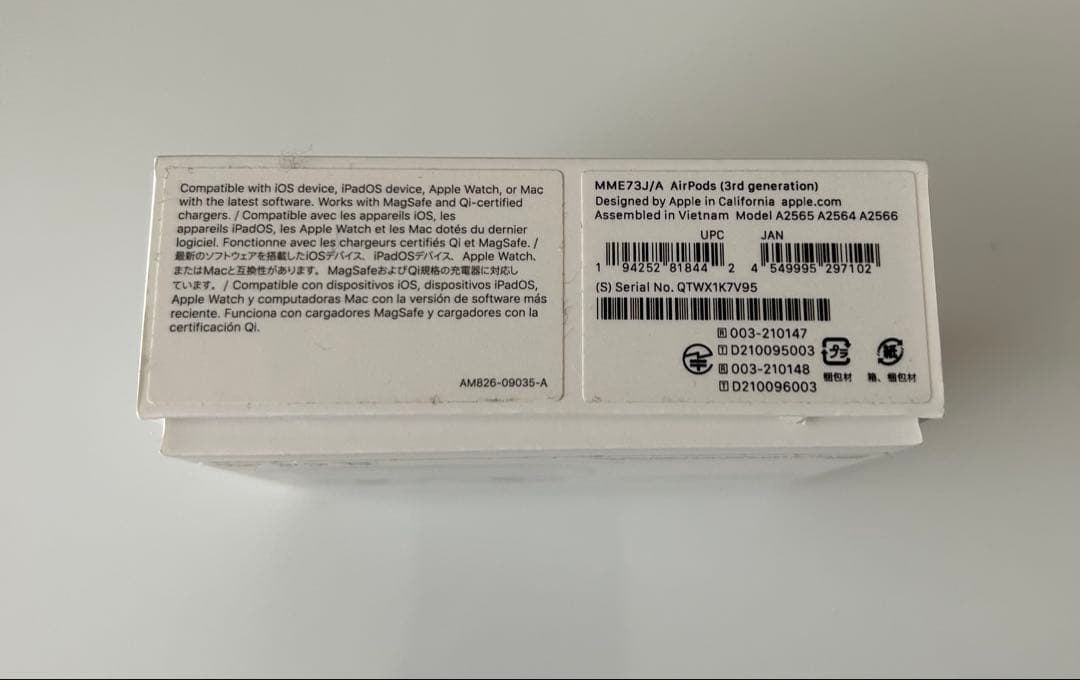 Compatible with iOS device, iPadOS device, Apple Watch, or Mac
with the latest software. Works with MagSafe and Qi-certified
chargers. / Compatible avec les appareils iOS, les
appareils iPadOS, les Apple Watch et les Mac dotés du dernier
logiciel. Fonctionne avec les chargeurs certifiés Qi et MagSafe. /
最新のソフトウェアを搭載したiOSデバイス、iPadOSデバイス、Apple Watch、
またはMacと互換性があります。MagSafeおよびQi規格の充電器に対応し
ています。/ Compatible con dispositivos iOS, dispositivos iPadOS,
Apple Watch y computadoras Mac con la versión de software más
reciente. Funciona con cargadores MagSafe y cargadores con la
certificación Qi.
AM826-09035-A
MME73J/A AirPods (3rd generation)
Designed by Apple in California apple.com
Assembled in Vietnam Model A2565 A2564 A2566
UPC JAN
1 94252 81844 2 4 549995 297102
(S) Serial No. QTWX1K7V95
R 003-210147
T D210095003
R 003-210148
T D210096003
プラ 紙
梱包材 箱、梱包材